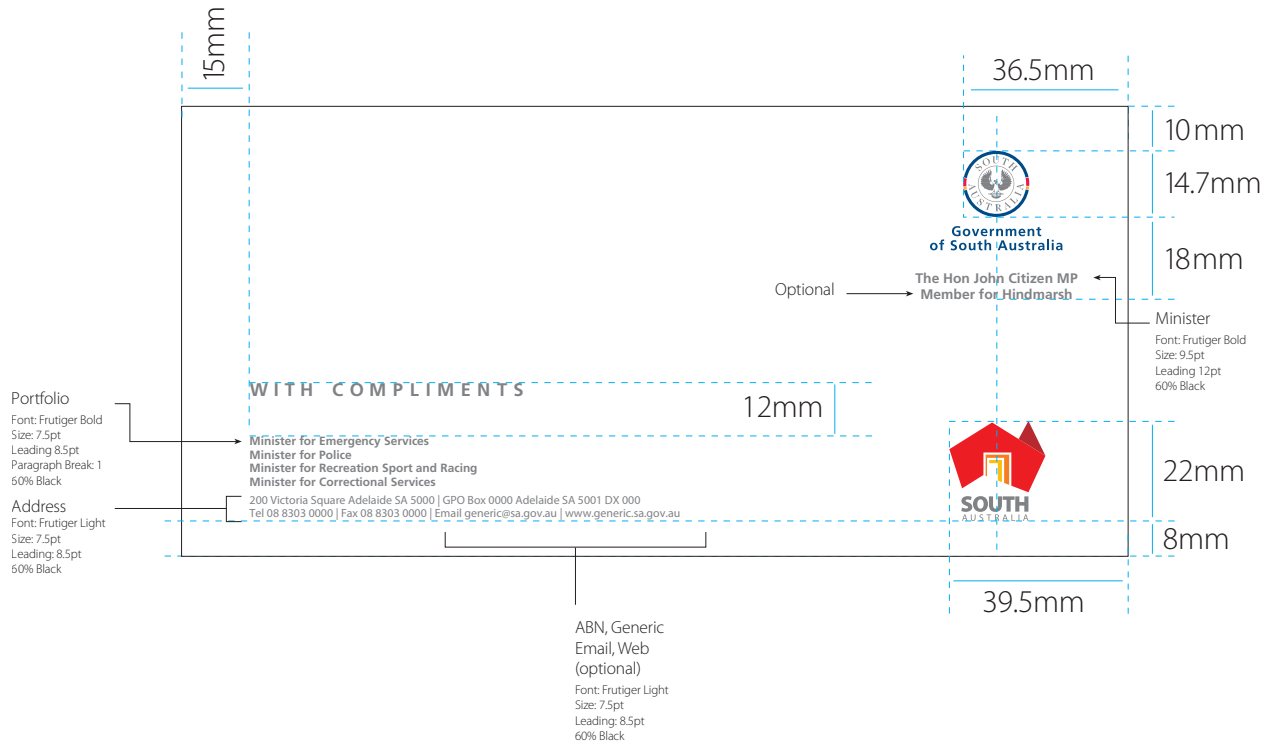 15mm
36.5mm
10mm
SOUTH AUSTRALIA
14.7mm
Government
of South Australia
18mm
The Hon John Citizen MP
Member for Hindmarsh
Optional
Minister
Font: Frutiger Bold
Size: 9.5pt
Leading 12pt
60% Black
WITH COMPLIMENTS
12mm
Portfolio
Font: Frutiger Bold
Size: 7.5pt
Leading 8.5pt
Paragraph Break: 1
60% Black
Minister for Emergency Services
Minister for Police
Minister for Recreation Sport and Racing
Minister for Correctional Services
Address
Font: Frutiger Light
Size: 7.5pt
Leading: 8.5pt
60% Black
200 Victoria Square Adelaide SA 5000 | GPO Box 0000 Adelaide SA 5001 DX 000
Tel 08 8303 0000 | Fax 08 8303 0000 | Email generic@sa.gov.au | www.generic.sa.gov.au
SOUTH
AUSTRALIA
22mm
8mm
39.5mm
ABN, Generic
Email, Web
(optional)
Font: Frutiger Light
Size: 7.5pt
Leading: 8.5pt
60% Black